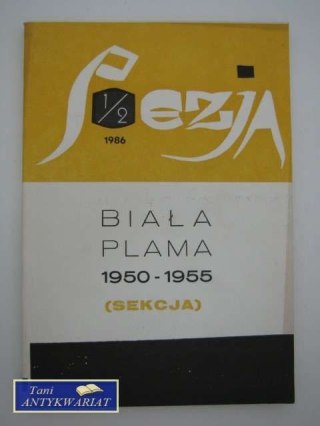 Poezja
1/2
1986
BIAŁA
PLAMA
1950-1955
(SEKCJA)
Tani
ANTYKWARIAT